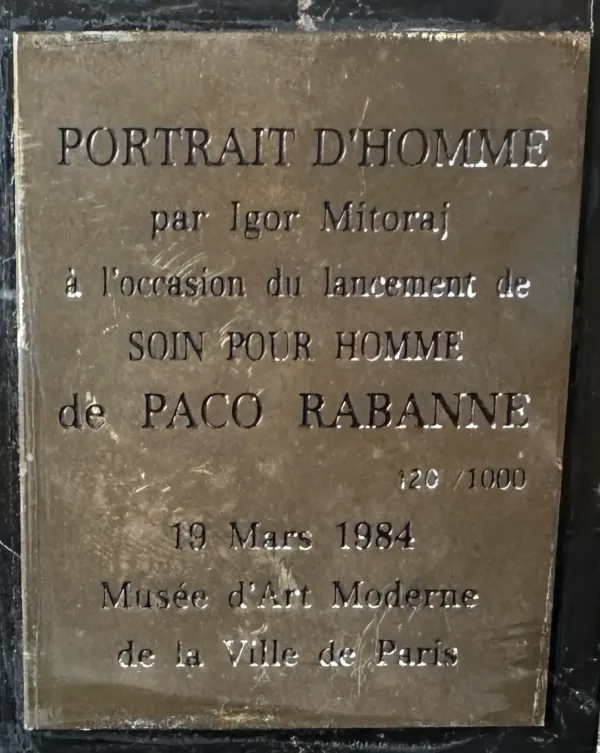 PORTRAIT D'HOMME
par Igor Mitoraj
à l'occasion du lancement de
SOIN POUR HOMME
de PACO RABANNE
120 /1000
19 Mars 1984
Musée d'Art Moderne
de la Ville de Paris